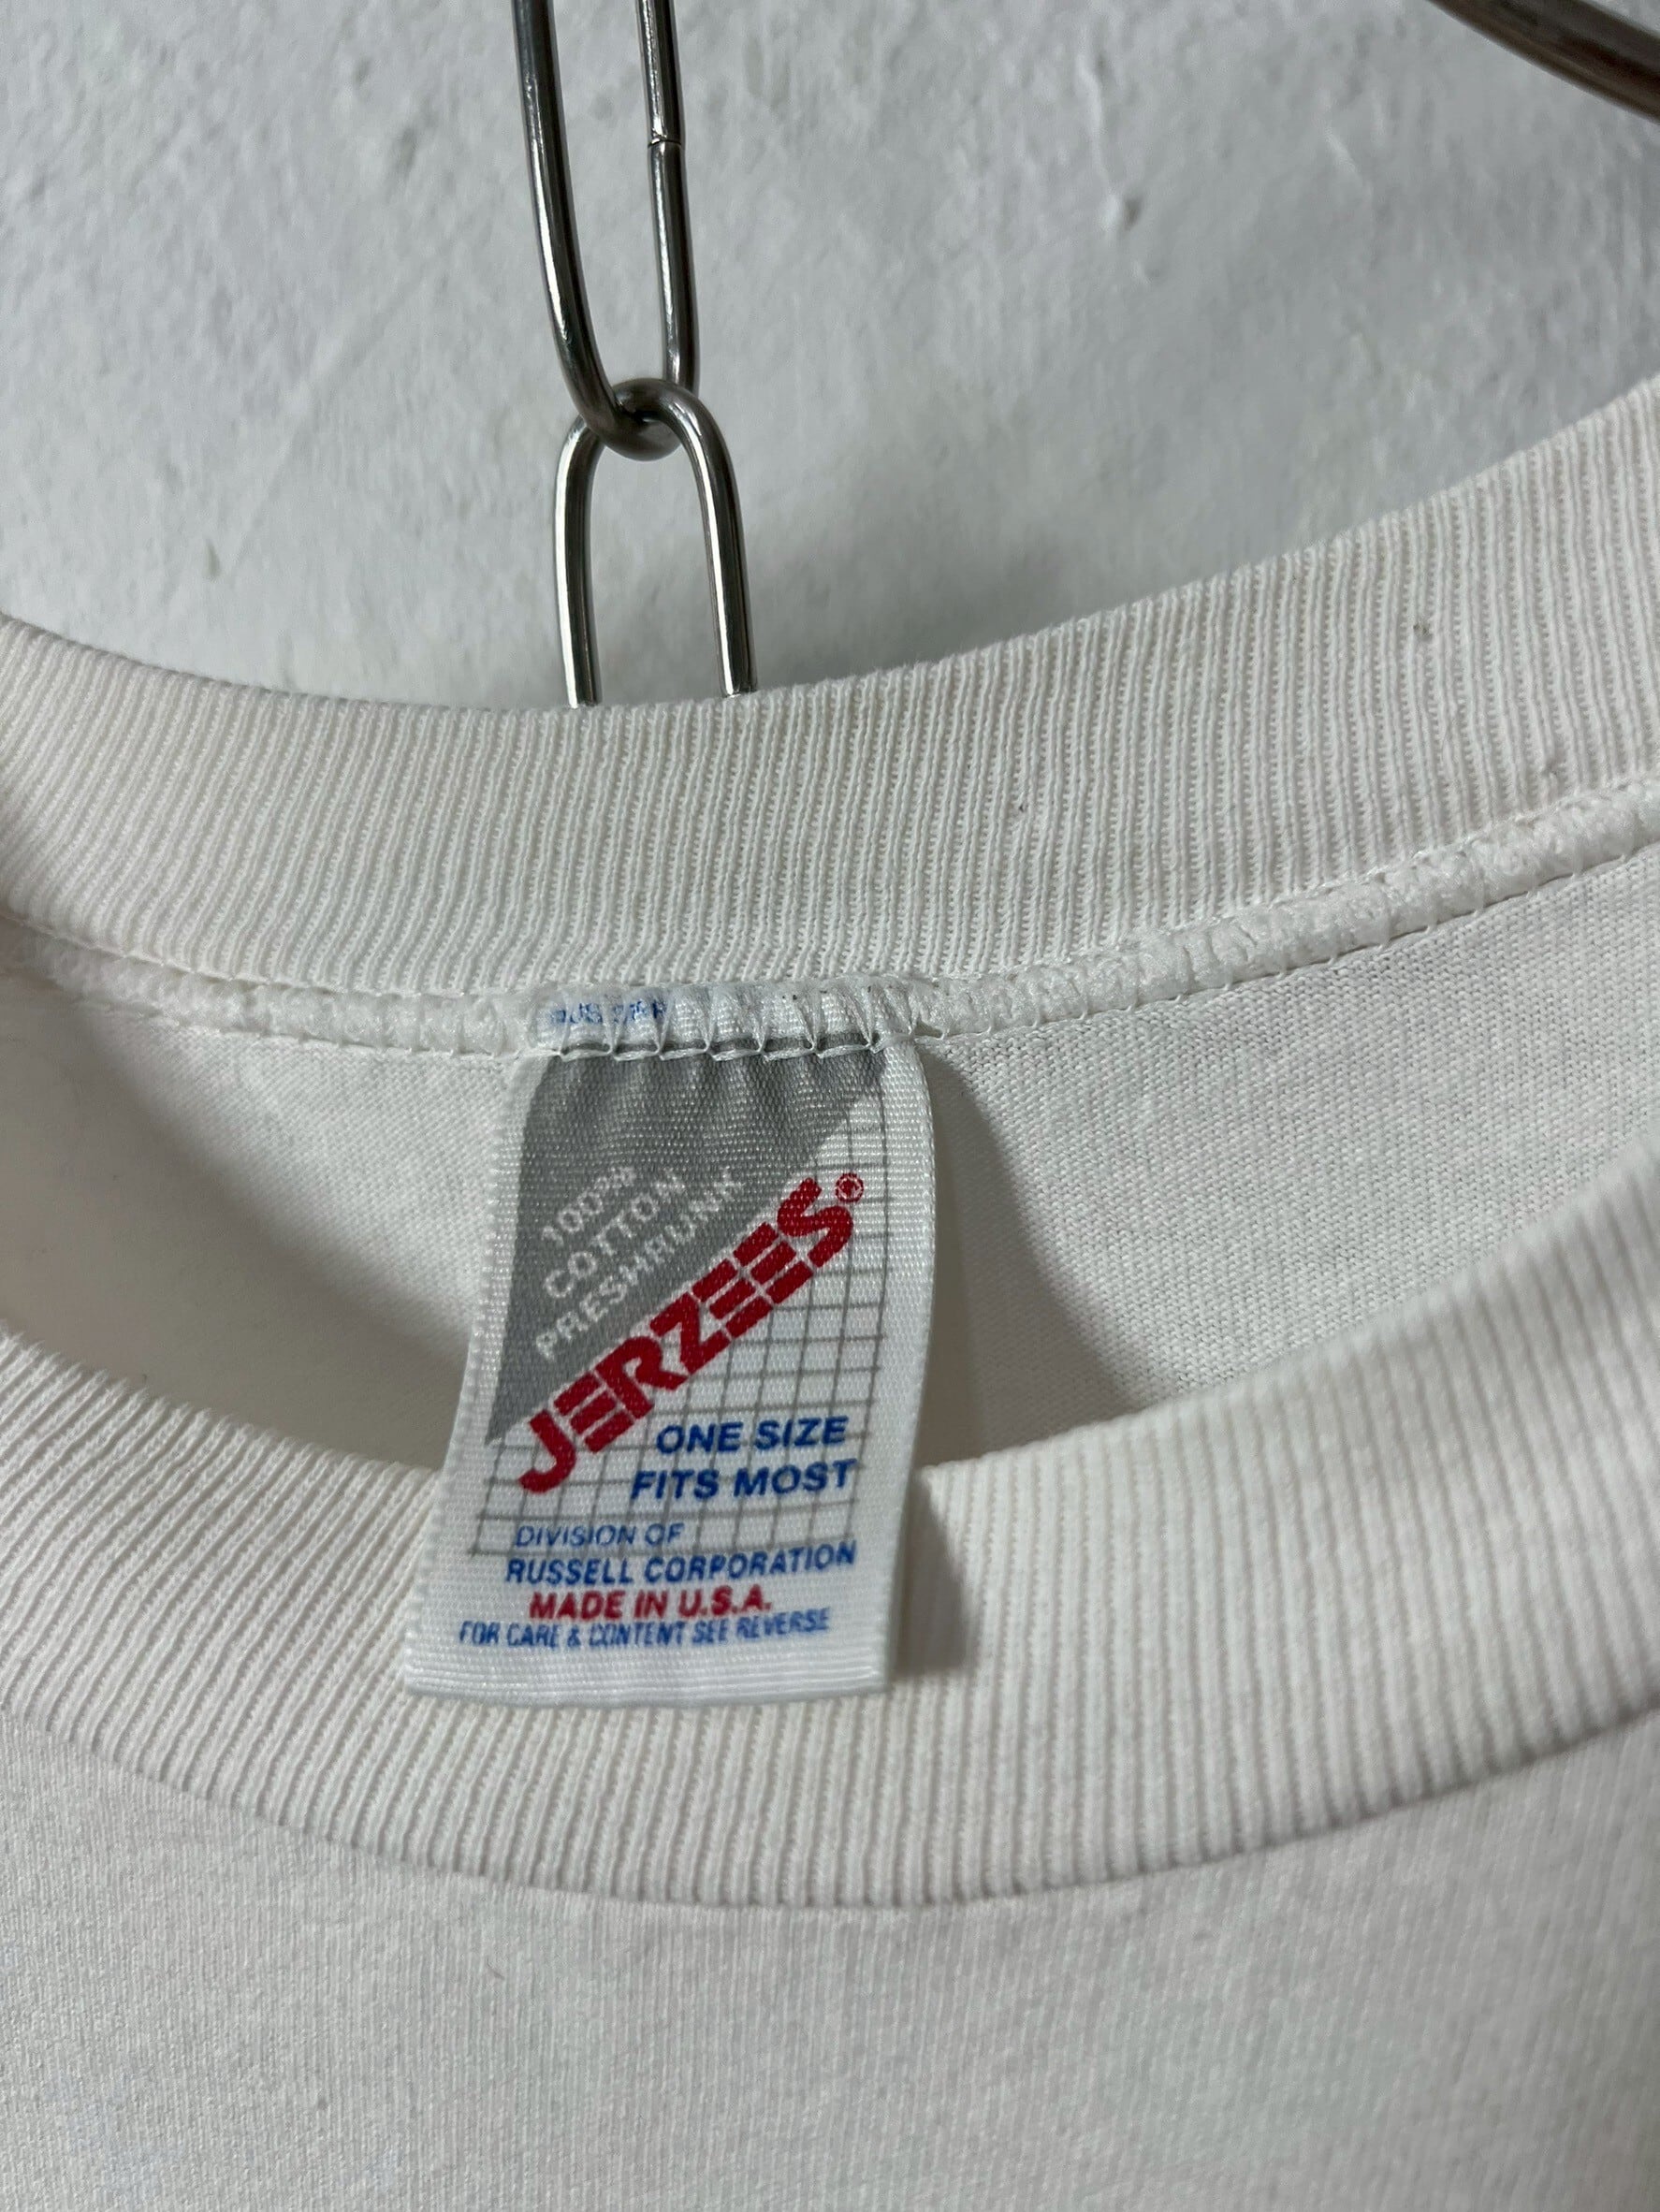 100%
COTTON
PRESHRUNK
JERZEES®
ONE SIZE
FITS MOST
DIVISION OF
RUSSELL CORPORATION
MADE IN U.S.A.
FOR CARE & CONTENT SEE REVERSE